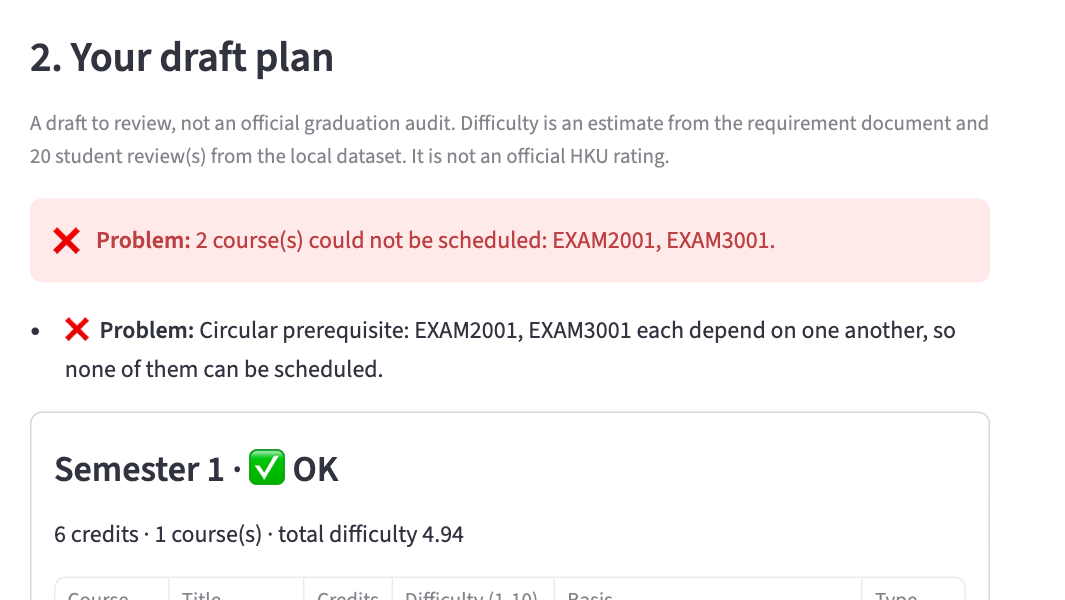 2. Your draft plan
A draft to review, not an official graduation audit. Difficulty is an estimate from the requirement document and
20 student review(s) from the local dataset. It is not an official HKU rating.
❌ Problem: 2 course(s) could not be scheduled: EXAM2001, EXAM3001.
• ❌ Problem: Circular prerequisite: EXAM2001, EXAM3001 each depend on one another, so
none of them can be scheduled.
Semester 1 · ✅ OK
6 credits · 1 course(s) · total difficulty 4.94
Course Title Credits Difficulty (1-10) Basis Type